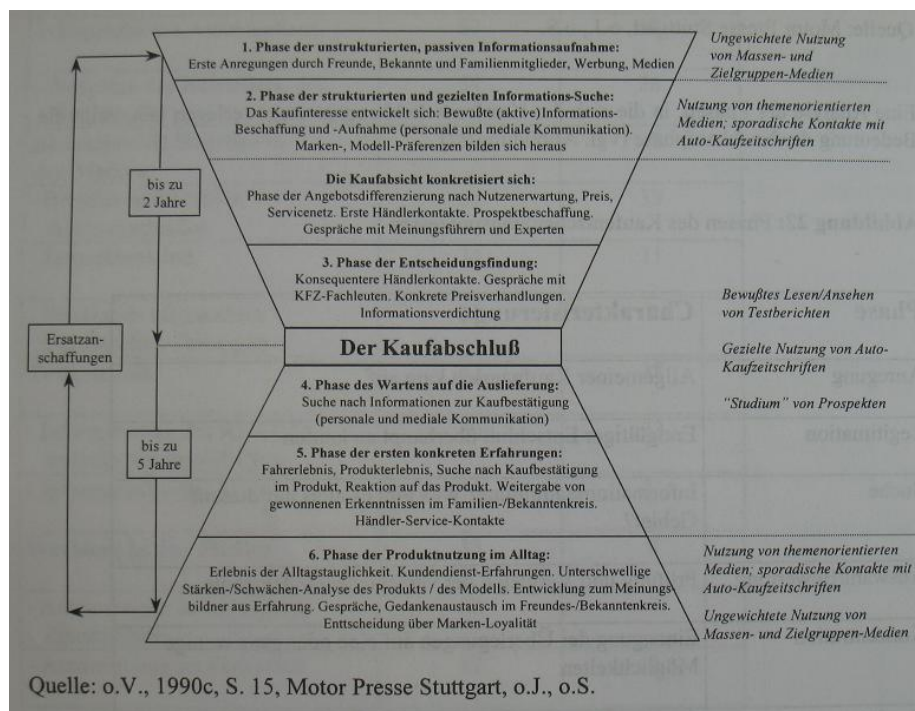 1. Phase der unstrukturierten, passiven Informationsaufnahme:
Erste Anregungen durch Freunde, Bekannte und Familienmitglieder, Werbung, Medien
Ungewichtete Nutzung
von Massen- und
Zielgruppen-Medien
2. Phase der strukturierten und gezielten Informations-Suche:
Das Kaufinteresse entwickelt sich: Bewußte (aktive) Informations-
Beschaffung und -Aufnahme (personale und mediale Kommunikation).
Marken-, Modell-Präferenzen bilden sich heraus
Nutzung von themenorientierten
Medien; sporadische Kontakte mit
Auto-Kaufzeitschriften
bis zu
2 Jahre
Die Kaufabsicht konkretisiert sich:
Phase der Angebotsdifferenzierung nach Nutzenerwartung, Preis,
Servicenetz. Erste Händlerkontakte. Prospektbeschaffung.
Gespräche mit Meinungsführern und Experten
3. Phase der Entscheidungsfindung:
Konsequentere Händlerkontakte. Gespräche mit
KFZ-Fachleuten. Konkrete Preisverhandlungen.
Informationsverdichtung
Bewußtes Lesen/Ansehen
von Testberichten
Ersatzan-
schaffungen
Der Kaufabschluß
Gezielte Nutzung von Auto-
Kaufzeitschriften
4. Phase des Wartens auf die Auslieferung:
Suche nach Informationen zur Kaufbestätigung
(personale und mediale Kommunikation)
"Studium" von Prospekten
bis zu
5 Jahre
5. Phase der ersten konkreten Erfahrungen:
Fahrerlebnis, Produkterlebnis, Suche nach Kaufbestätigung
im Produkt, Reaktion auf das Produkt. Weitergabe von
gewonnenen Erkenntnissen im Familien-/Bekanntenkreis.
Händler-Service-Kontakte
6. Phase der Produktnutzung im Alltag:
Erlebnis der Alltagstauglichkeit. Kundendienst-Erfahrungen. Unterschwellige
Stärken-/Schwächen-Analyse des Produkts / des Modells. Entwicklung zum Meinungs-
bildner aus Erfahrung. Gespräche, Gedankenaustausch im Freundes-/Bekanntenkreis.
Enttscheidung über Marken-Loyalität
Nutzung von themenorientierten
Medien; sporadische Kontakte mit
Auto-Kaufzeitschriften
Ungewichtete Nutzung von
Massen- und Zielgruppen-Medien
Quelle: o.V., 1990c, S. 15, Motor Presse Stuttgart, o.J., o.S.